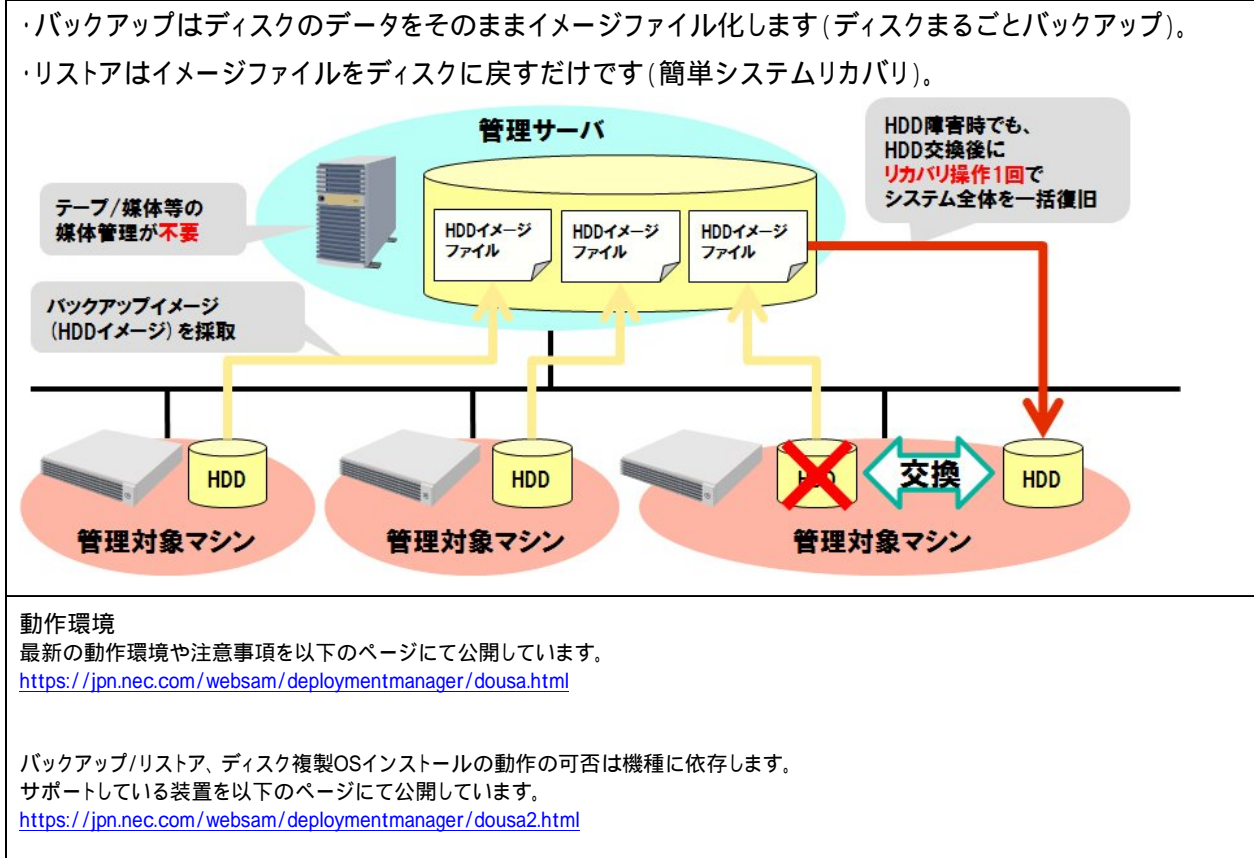 ･バックアップはディスクのデータをそのままイメージファイル化します(ディスクまるごとバックアップ)。
･リストアはイメージファイルをディスクに戻すだけです(簡単システムリカバリ)。
管理サーバ
HDD障害時でも、
HDD交換後に
リカバリ操作1回で
システム全体を一括復旧
テープ/媒体等の
媒体管理が不要
HDDイメージ
ファイル
HDDイメージ
ファイル
HDDイメージ
ファイル
バックアップイメージ
(HDDイメージ)を採取
HDD
HDD
HDD
交換
HDD
管理対象マシン
管理対象マシン
管理対象マシン
動作環境
最新の動作環境や注意事項を以下のページにて公開しています。
https://jpn.nec.com/websam/deploymentmanager/dousa.html
バックアップ/リストア、ディスク複製OSインストールの動作の可否は機種に依存します。
サポートしている装置を以下のページにて公開しています。
https://jpn.nec.com/websam/deploymentmanager/dousa2.html